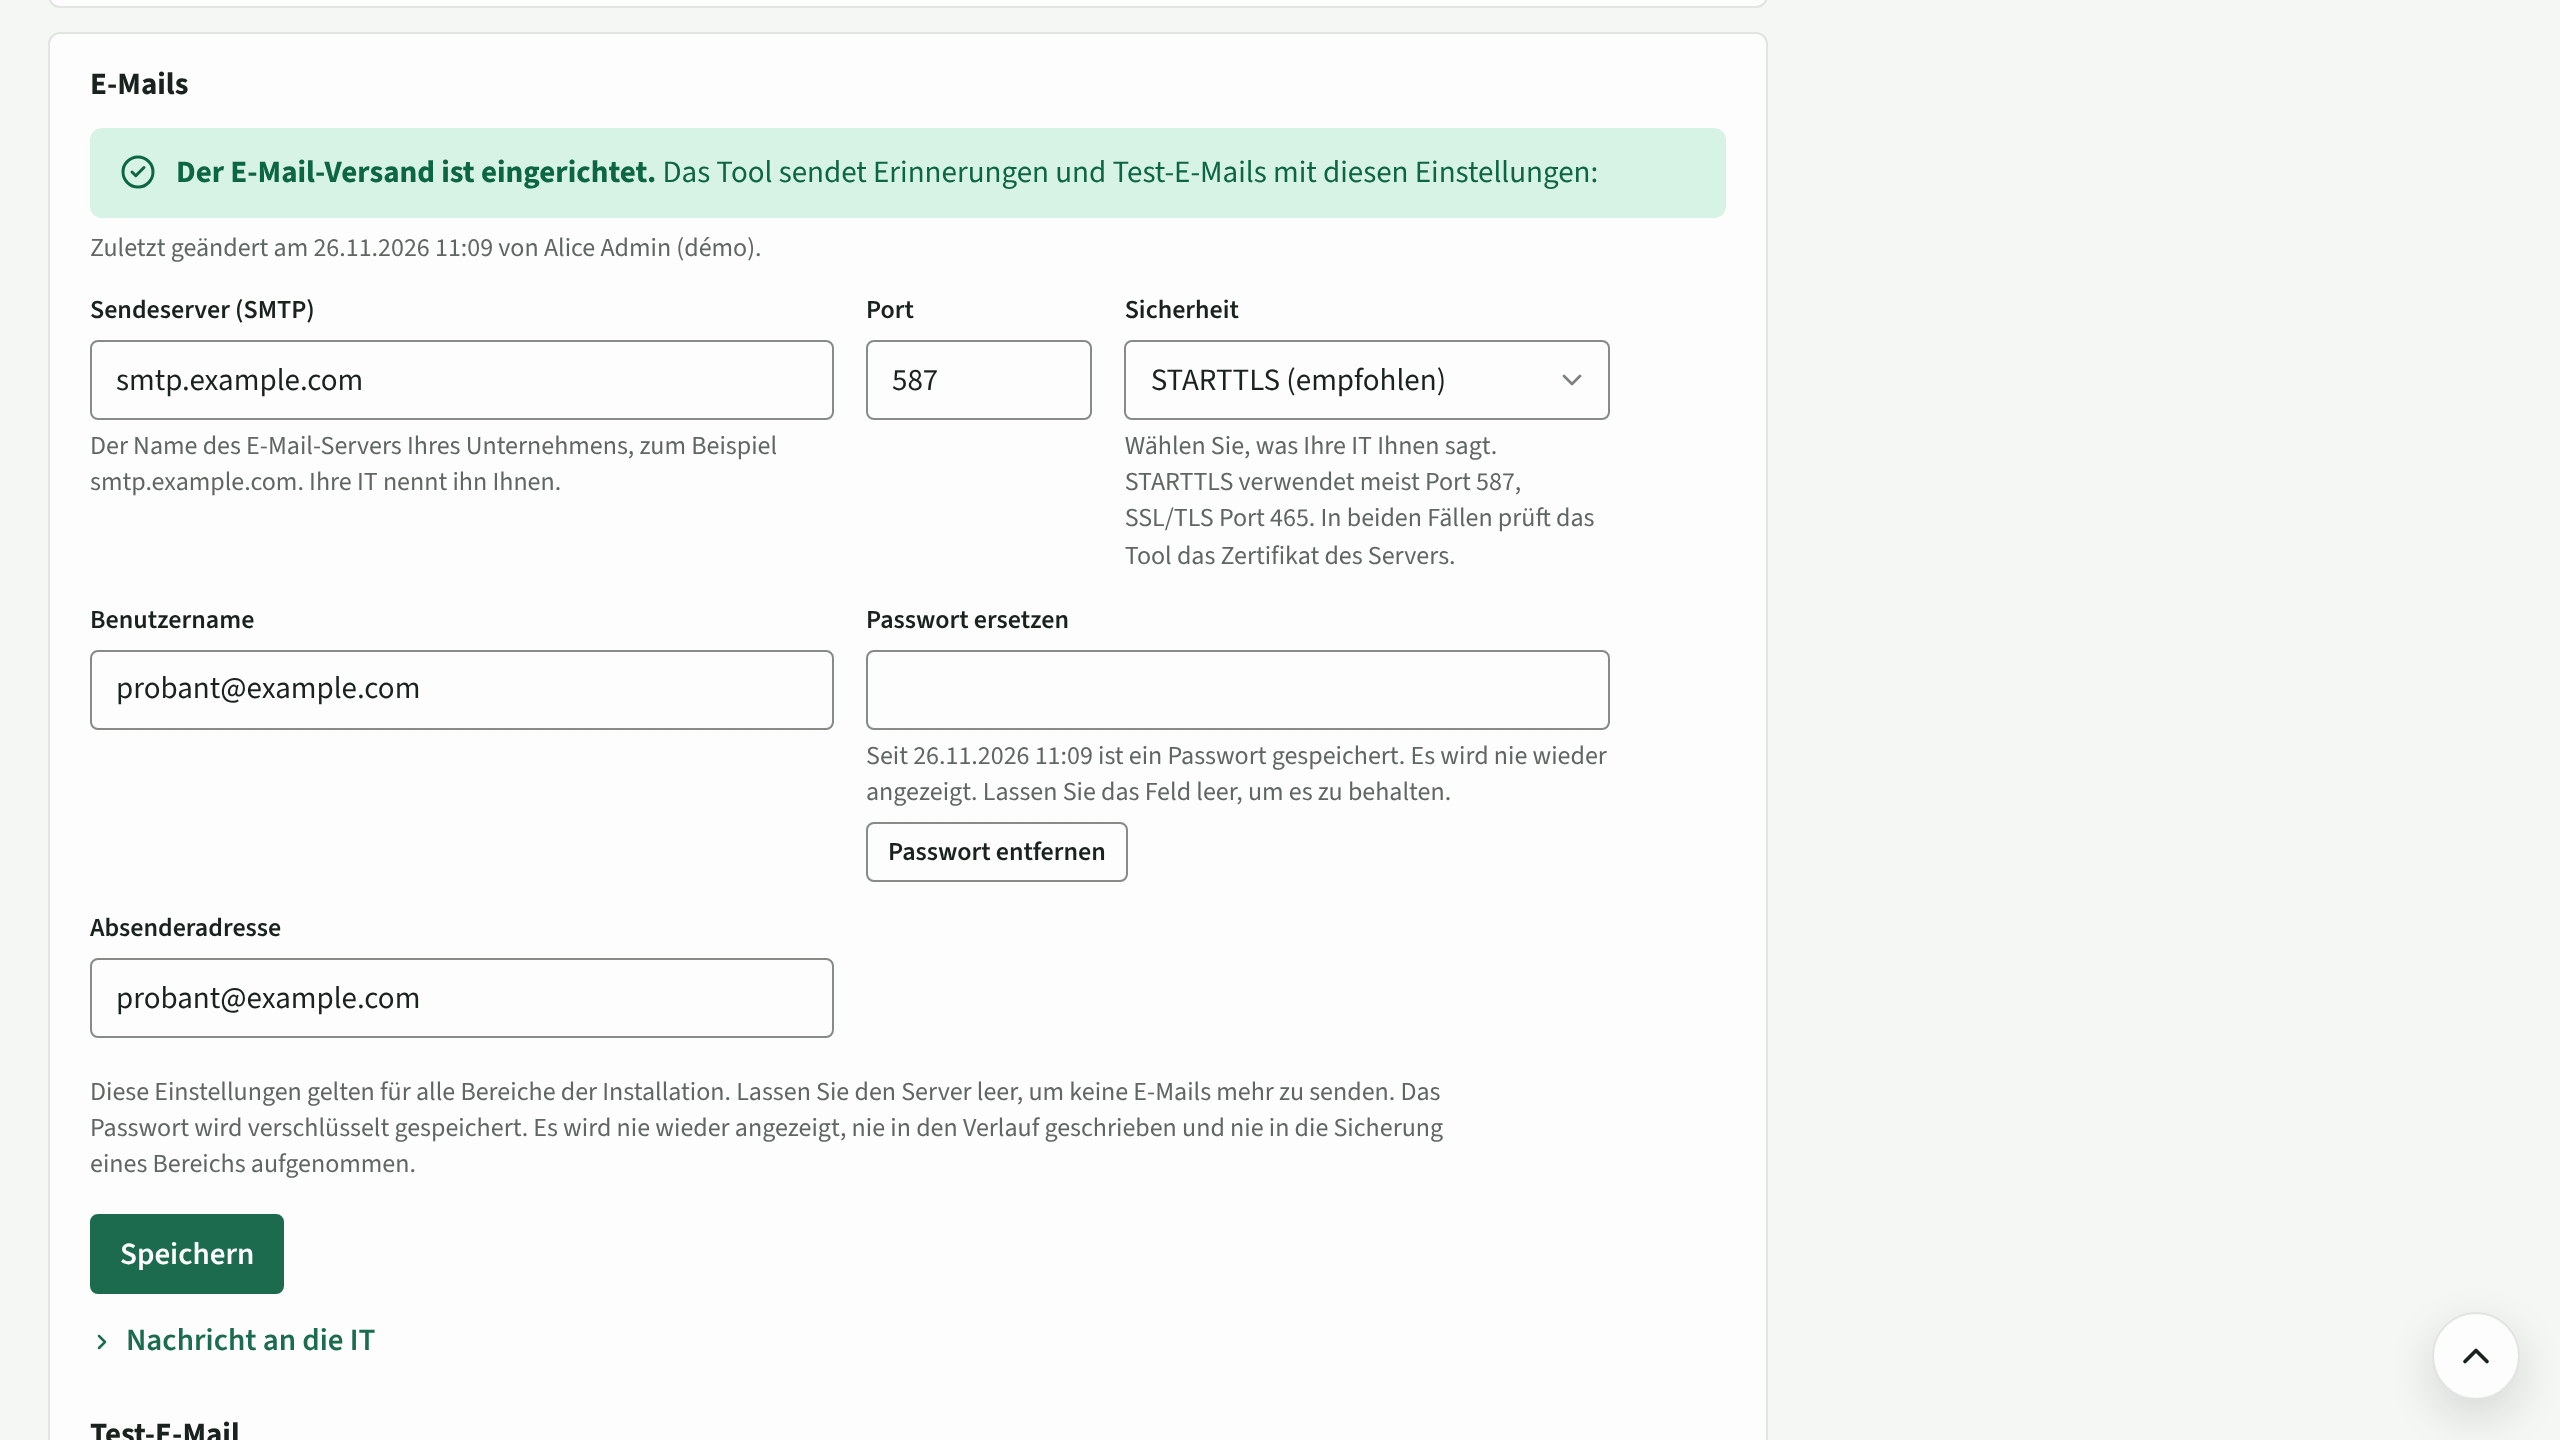 E-Mails
Der E-Mail-Versand ist eingerichtet. Das Tool sendet Erinnerungen und Test-E-Mails mit diesen Einstellungen:
Zuletzt geändert am 26.11.2026 11:09 von Alice Admin (démo).
Sendeserver (SMTP)
smtp.example.com
Der Name des E-Mail-Servers Ihres Unternehmens, zum Beispiel
smtp.example.com. Ihre IT nennt ihn Ihnen.
Port
587
Sicherheit
STARTTLS (empfohlen)
Wählen Sie, was Ihre IT Ihnen sagt.
STARTTLS verwendet meist Port 587,
SSL/TLS Port 465. In beiden Fällen prüft das
Tool das Zertifikat des Servers.
Benutzername
probant@example.com
Passwort ersetzen
Seit 26.11.2026 11:09 ist ein Passwort gespeichert. Es wird nie wieder
angezeigt. Lassen Sie das Feld leer, um es zu behalten.
Passwort entfernen
Absenderadresse
probant@example.com
Diese Einstellungen gelten für alle Bereiche der Installation. Lassen Sie den Server leer, um keine E-Mails mehr zu senden. Das
Passwort wird verschlüsselt gespeichert. Es wird nie wieder angezeigt, nie in den Verlauf geschrieben und nie in die Sicherung
eines Bereichs aufgenommen.
Speichern
Nachricht an die IT
Test-E-Mail